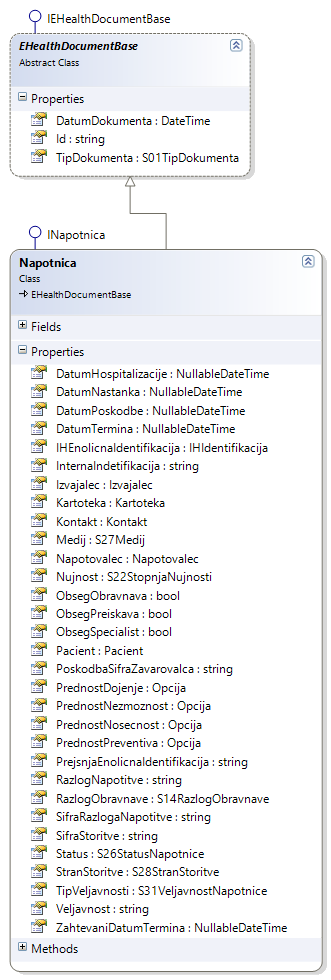 IEHealthDocumentBase
EHealthDocumentBase
Abstract Class
Properties
DatumDokumenta : DateTime
Id : string
TipDokumenta : S01TipDokumenta
INapotnica
Napotnica
Class
EHealthDocumentBase
Fields
Properties
DatumHospitalizacije : NullableDateTime
DatumNastanka : NullableDateTime
DatumPoskodbe : NullableDateTime
DatumTermina : NullableDateTime
IHEnolicnaIdentifikacija : IHIdentifikacija
InternaIndetifikacija : string
Izvajalec : Izvajalec
Kartoteka : Kartoteka
Kontakt : Kontakt
Medij : S27Medij
Napotovalec : Napotovalec
Nujnost : S22StopnjaNujnosti
ObsegObravnava : bool
ObsegPreiskava : bool
ObsegSpecialist : bool
Pacient : Pacient
PoskodbaSifraZavarovalca : string
PrednostDojenje : Opcija
PrednostNezmoznost : Opcija
PrednostNosecnost : Opcija
PrednostPreventiva : Opcija
PrejsnjaEnolicnaIdentifikacija : string
RazlogNapotitve : string
RazlogObravnave : S14RazlogObravnave
SifraRazlogaNapotitve : string
SifraStoritve : string
Status : S26StatusNapotnice
StranStoritve : S28StranStoritve
TipVeljavnosti : S31VeljavnostNapotnice
Veljavnost : string
ZahtevaniDatumTermina : NullableDateTime
Methods